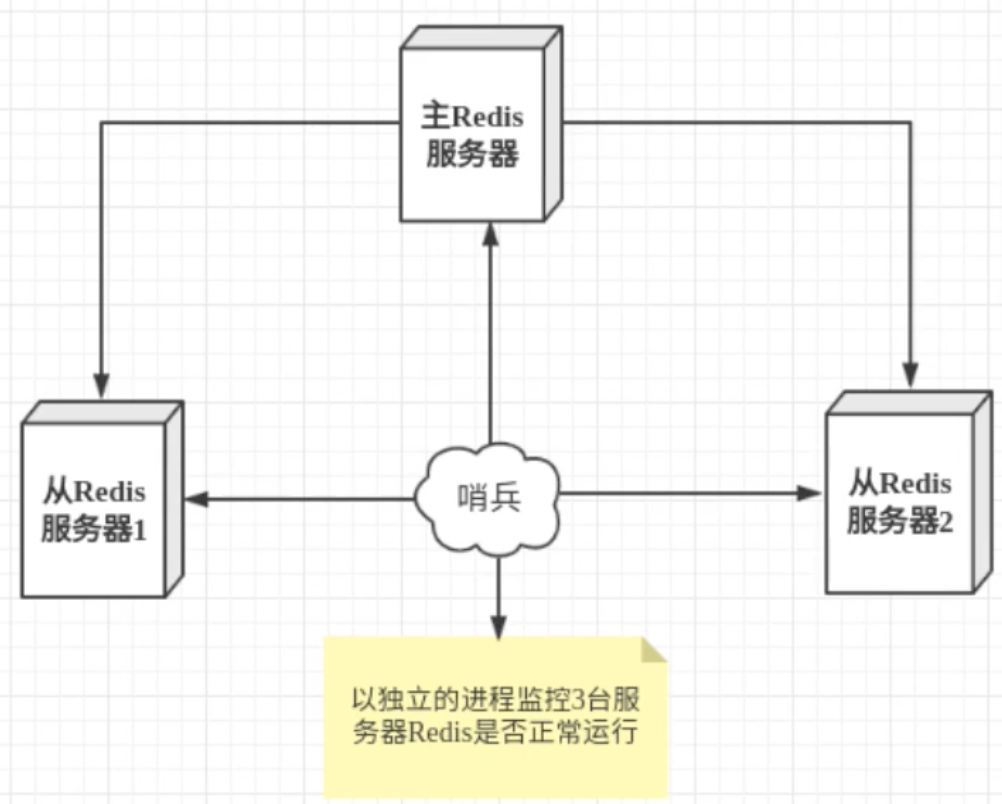 主Redis
服务器
从Redis
服务器1
哨兵
从Redis
服务器2
以独立的进程监控3台服
务器Redis是否正常运行